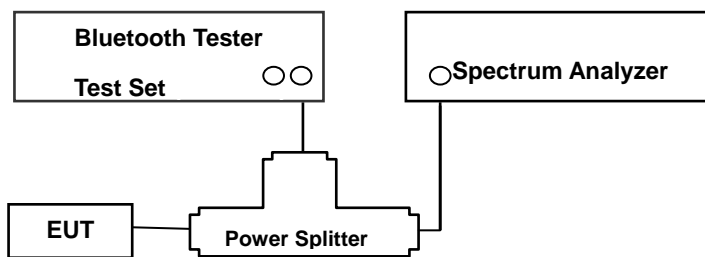 Bluetooth Tester
Test Set
Spectrum Analyzer
EUT
Power Splitter